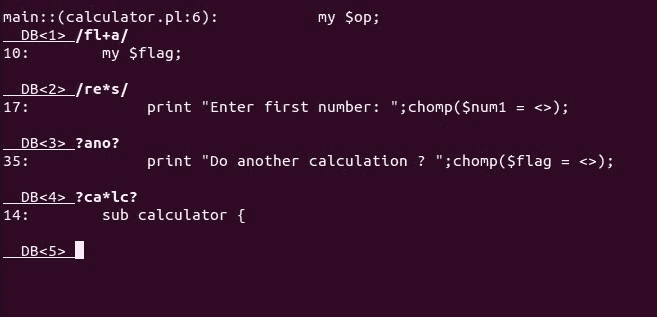 main::(calculator.pl:6):           my $op;
  DB<1> /fl+a/
10:        my $flag;
  DB<2> /re*s/
17:             print "Enter first number: ";chomp($num1 = <>);
  DB<3> ?ano?
35:             print "Do another calculation ? ";chomp($flag = <>);
  DB<4> ?ca*lc?
14:        sub calculator {
  DB<5>